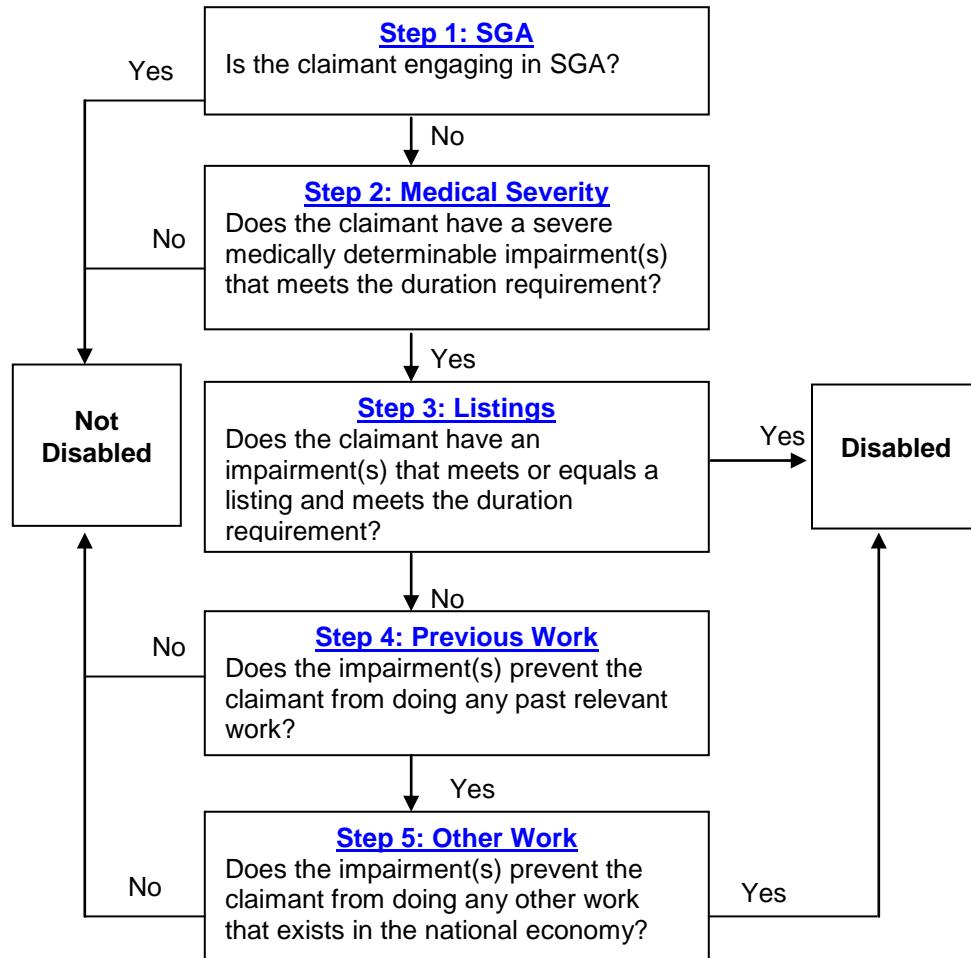 Step 1: SGA
Is the claimant engaging in SGA?
Yes
No
Step 2: Medical Severity
Does the claimant have a severe
medically determinable impairment(s)
that meets the duration requirement?
No
Yes
Not
Disabled
Step 3: Listings
Does the claimant have an
impairment(s) that meets or equals a
listing and meets the duration
requirement?
Yes
Disabled
No
Step 4: Previous Work
Does the impairment(s) prevent the
claimant from doing any past relevant
work?
No
Yes
Step 5: Other Work
Does the impairment(s) prevent the
claimant from doing any other work
that exists in the national economy?
No
Yes